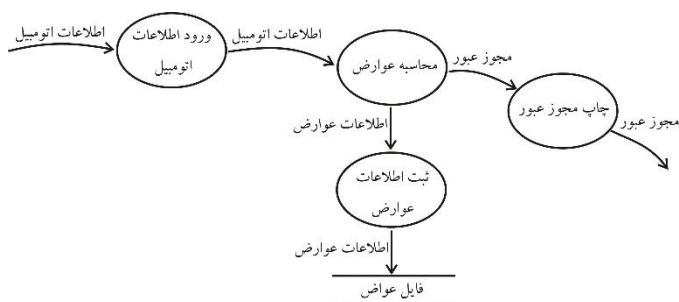 اطلاعات اتومبیل
ورود اطلاعات
اتومبیل
اطلاعات اتومبیل
محاسبه عوارض
مجوز عبور
چاپ مجوز عبور
مجوز عبور
اطلاعات عوارض
ثبت اطلاعات
عوارض
اطلاعات عوارض
فایل عواض